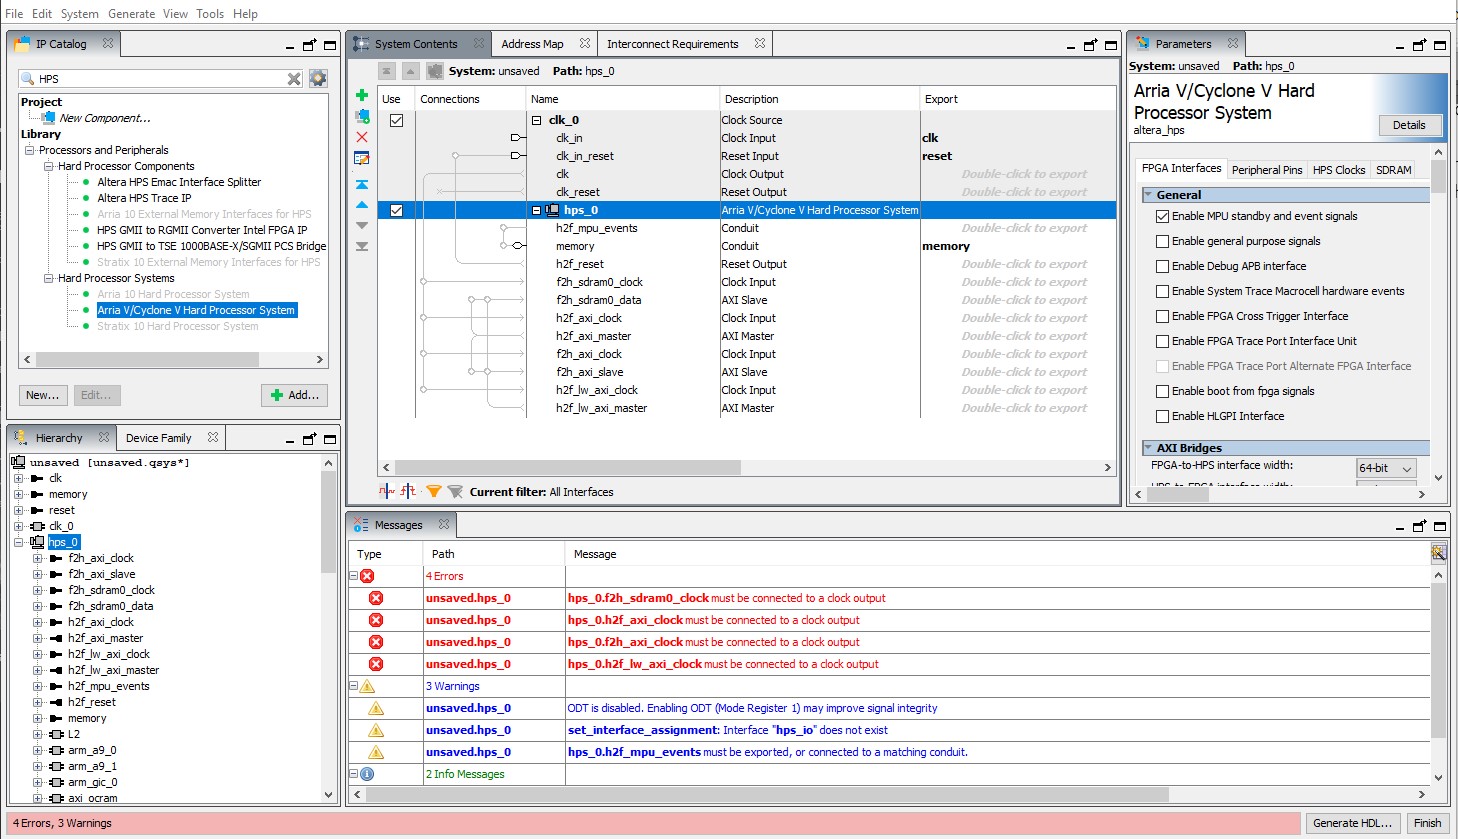 File Edit System Generate View Tools Help
IP Catalog
HPS
Project
New Component...
Library
Processors and Peripherals
Hard Processor Components
Altera HPS Emac Interface Splitter
Altera HPS Trace IP
Arria 10 External Memory Interfaces for HPS
HPS GMII to RGMII Converter Intel FPGA IP
HPS GMII to TSE 1000BASE-X/SGMII PCS Bridge
Stratix 10 External Memory Interfaces for HPS
Hard Processor Systems
Arria 10 Hard Processor System
Arria V/Cyclone V Hard Processor System
Stratix 10 Hard Processor System
New... Edit... Add...
Hierarchy Device Family
unsaved [unsaved.qsys*]
clk
memory
reset
clk_0
hps_0
f2h_axi_clock
f2h_axi_slave
f2h_sdram0_clock
f2h_sdram0_data
h2f_axi_clock
h2f_axi_master
h2f_lw_axi_clock
h2f_lw_axi_master
h2f_mpu_events
h2f_reset
memory
L2
arm_a9_0
arm_a9_1
arm_gic_0
axi_ocram
System Contents Address Map Interconnect Requirements
System: unsaved Path: hps_0
Use Connections Name Description Export
clk_0 Clock Source
clk_in Clock Input clk
clk_in_reset Reset Input reset
clk Clock Output Double-click to export
clk_reset Reset Output Double-click to export
hps_0 Arria V/Cyclone V Hard Processor System
h2f_mpu_events Conduit Double-click to export
memory Conduit memory
h2f_reset Reset Output Double-click to export
f2h_sdram0_clock Clock Input Double-click to export
f2h_sdram0_data AXI Slave Double-click to export
h2f_axi_clock Clock Input Double-click to export
h2f_axi_master AXI Master Double-click to export
f2h_axi_clock Clock Input Double-click to export
f2h_axi_slave AXI Slave Double-click to export
h2f_lw_axi_clock Clock Input Double-click to export
h2f_lw_axi_master AXI Master Double-click to export
Current filter: All Interfaces
Parameters
System: unsaved Path: hps_0
Arria V/Cyclone V Hard
Processor System
altera_hps
Details
FPGA Interfaces Peripheral Pins HPS Clocks SDRAM
General
Enable MPU standby and event signals
Enable general purpose signals
Enable Debug APB interface
Enable System Trace Macrocell hardware events
Enable FPGA Cross Trigger Interface
Enable FPGA Trace Port Interface Unit
Enable FPGA Trace Port Alternate FPGA Interface
Enable boot from fpga signals
Enable HLGPI Interface
AXI Bridges
FPGA-to-HPS interface width: 64-bit
Messages
Type Path Message
4 Errors
unsaved.hps_0 hps_0.f2h_sdram0_clock must be connected to a clock output
unsaved.hps_0 hps_0.h2f_axi_clock must be connected to a clock output
unsaved.hps_0 hps_0.f2h_axi_clock must be connected to a clock output
unsaved.hps_0 hps_0.h2f_lw_axi_clock must be connected to a clock output
3 Warnings
unsaved.hps_0 ODT is disabled. Enabling ODT (Mode Register 1) may improve signal integrity
unsaved.hps_0 set_interface_assignment: Interface "hps_io" does not exist
unsaved.hps_0 hps_0.h2f_mpu_events must be exported, or connected to a matching conduit.
2 Info Messages
4 Errors, 3 Warnings
Generate HDL... Finish